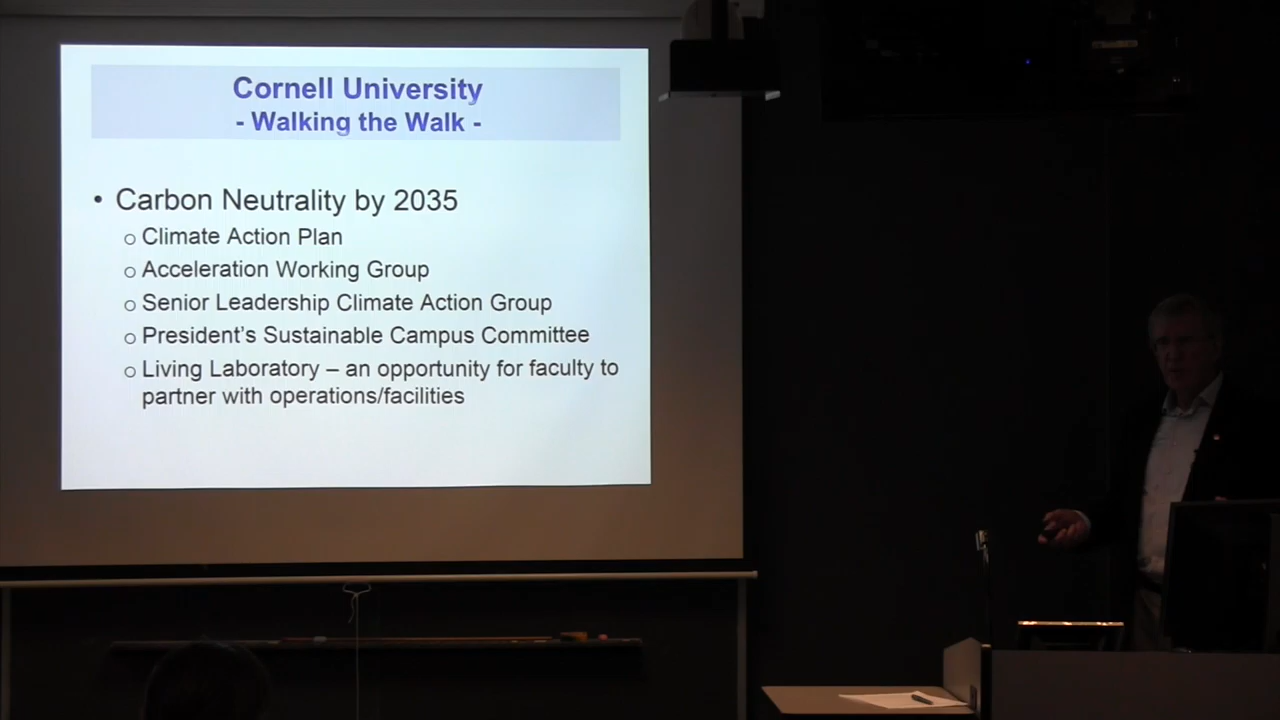 Cornell University
- Walking the Walk -
• Carbon Neutrality by 2035
o Climate Action Plan
o Acceleration Working Group
o Senior Leadership Climate Action Group
o President's Sustainable Campus Committee
o Living Laboratory – an opportunity for faculty to
partner with operations/facilities